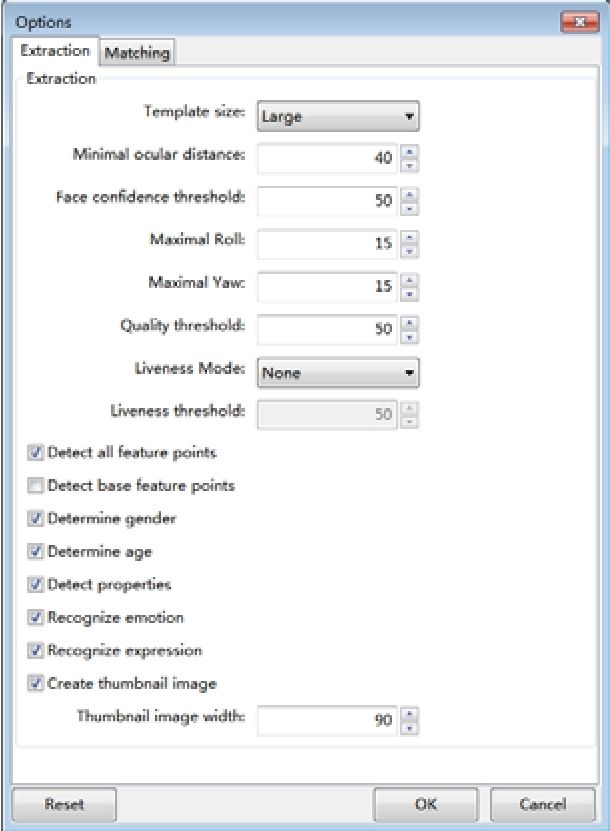 Options
Extraction Matching
Extraction
Template size: Large
Minimal ocular distance: 40
Face confidence threshold: 50
Maximal Roll: 15
Maximal Yaw: 15
Quality threshold: 50
Liveness Mode: None
Liveness threshold: 50
Detect all feature points
Detect base feature points
Determine gender
Determine age
Detect properties
Recognize emotion
Recognize expression
Create thumbnail image
Thumbnail image width: 90
Reset OK Cancel